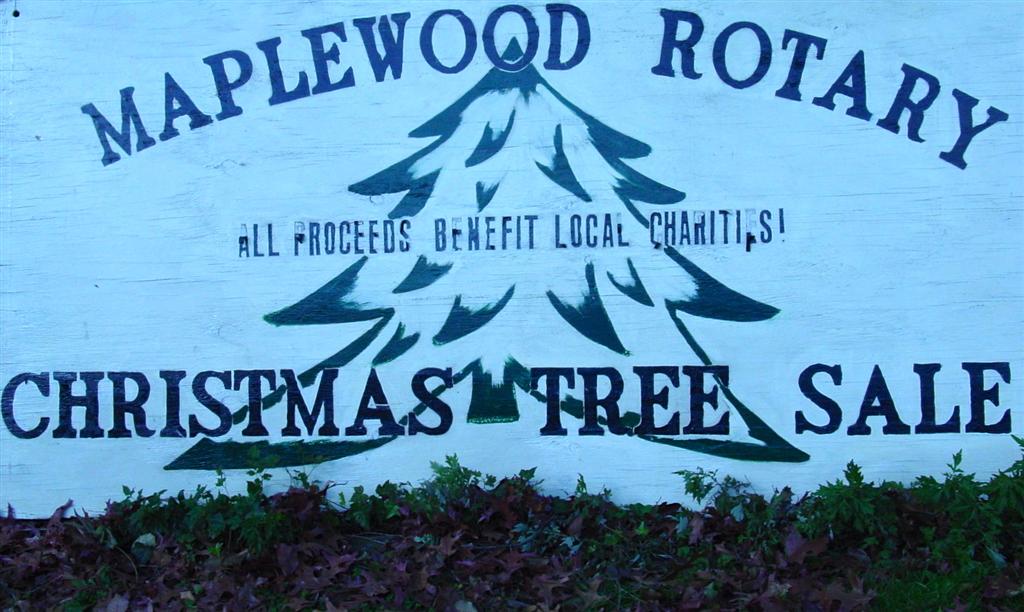 MAPLEWOOD ROTARY
ALL PROCEEDS BENEFIT LOCAL CHARITIES!
CHRISTMAS TREE SALE